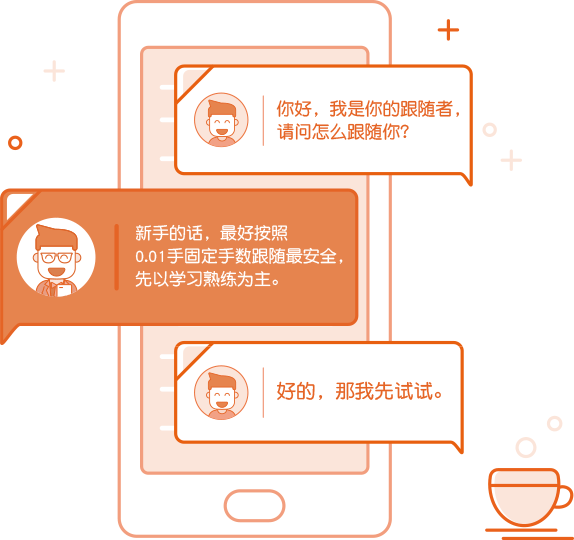 你好，我是你的跟随者，
请问怎么跟随你？
新手的话，最好按照
0.01手固定手数跟随最安全，
先以学习熟练为主。
好的，那我先试试。